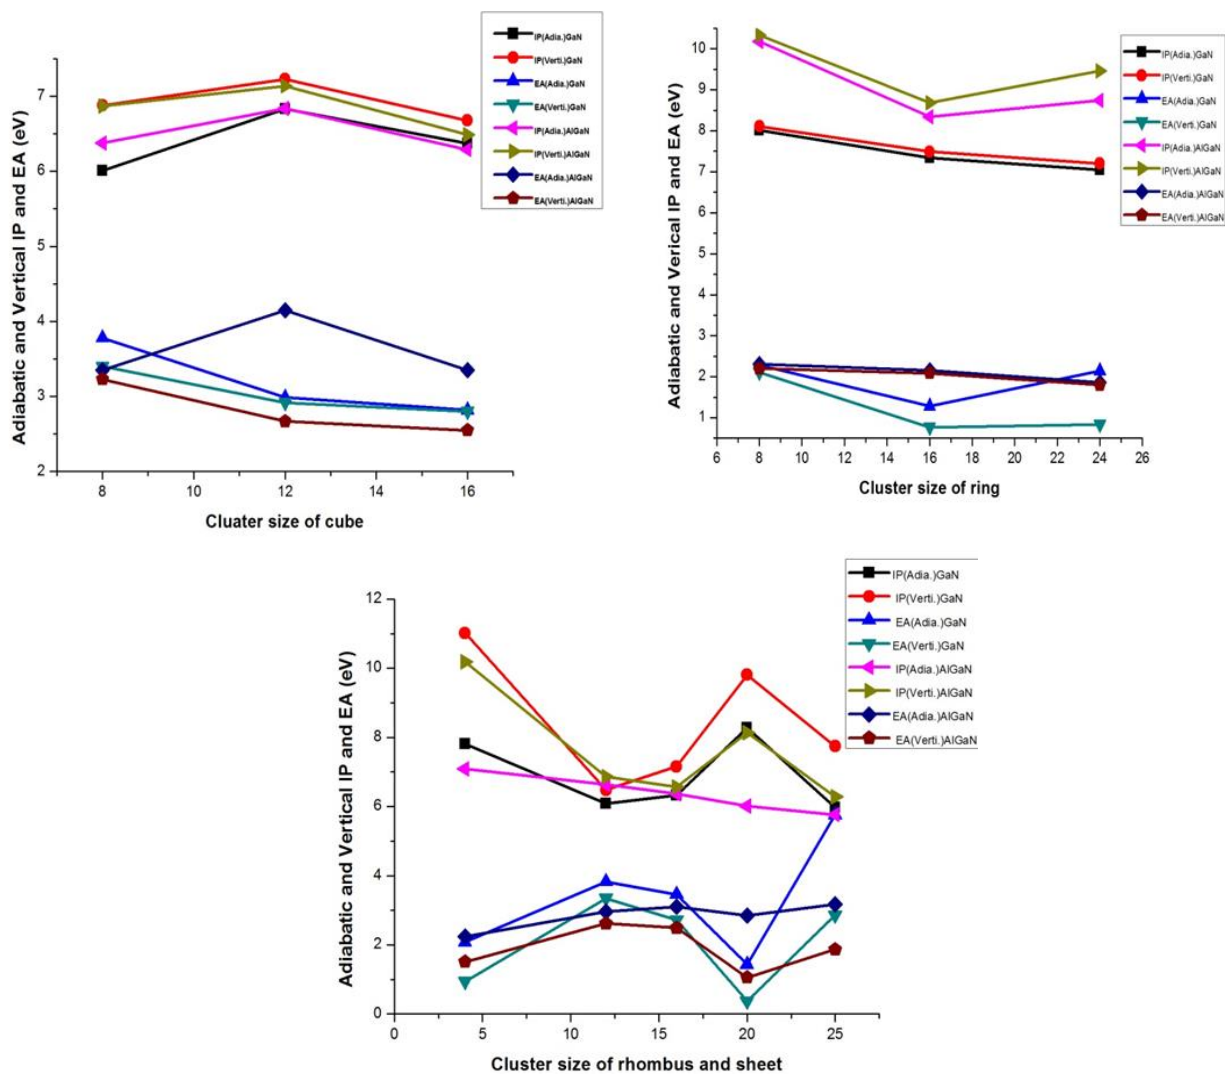 Adiabatic and Vertical IP and EA (eV)
7
6
5
4
3
2
8
10
12
14
16
Cluater size of cube
IP(Adia.)GaN
IP(Verti.)GaN
EA(Adia.)GaN
EA(Verti.)GaN
IP(Adia.)AlGaN
IP(Verti.)AlGaN
EA(Adia.)AlGaN
EA(Verti.)AlGaN
Adiabatic and Verical IP and EA (eV)
10
9
8
7
6
5
4
3
2
1
6
8
10
12
14
16
18
20
22
24
26
Cluster size of ring
IP(Adia.)GaN
IP(Verti.)GaN
EA(Adia.)GaN
EA(Verti.)GaN
IP(Adia.)AlGaN
IP(Verti.)AlGaN
EA(Adia.)AlGaN
EA(Verti.)AlGaN
Adiabatic and Vertical IP and EA (eV)
12
10
8
6
4
2
0
0
5
10
15
20
25
Cluster size of rhombus and sheet
IP(Adia.)GaN
IP(Verti.)GaN
EA(Adia.)GaN
EA(Verti.)GaN
IP(Adia.)AlGaN
IP(Verti.)AlGaN
EA(Adia.)AlGaN
EA(Verti.)AlGaN